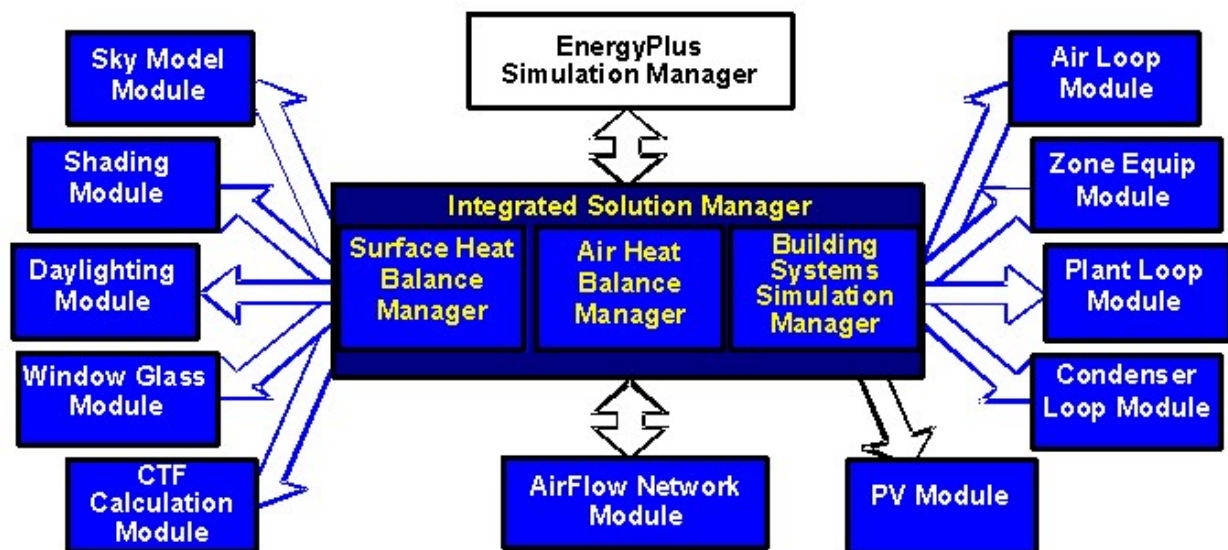 EnergyPlus
Simulation Manager
Sky Model
Module
Shading
Module
Daylighting
Module
Window Glass
Module
CTF
Calculation
Module
Integrated Solution Manager
Surface Heat
Balance
Manager
Air Heat
Balance
Manager
Building
Systems
Simulation
Manager
AirFlow Network
Module
PV Module
Air Loop
Module
Zone Equip
Module
Plant Loop
Module
Condenser
Loop Module